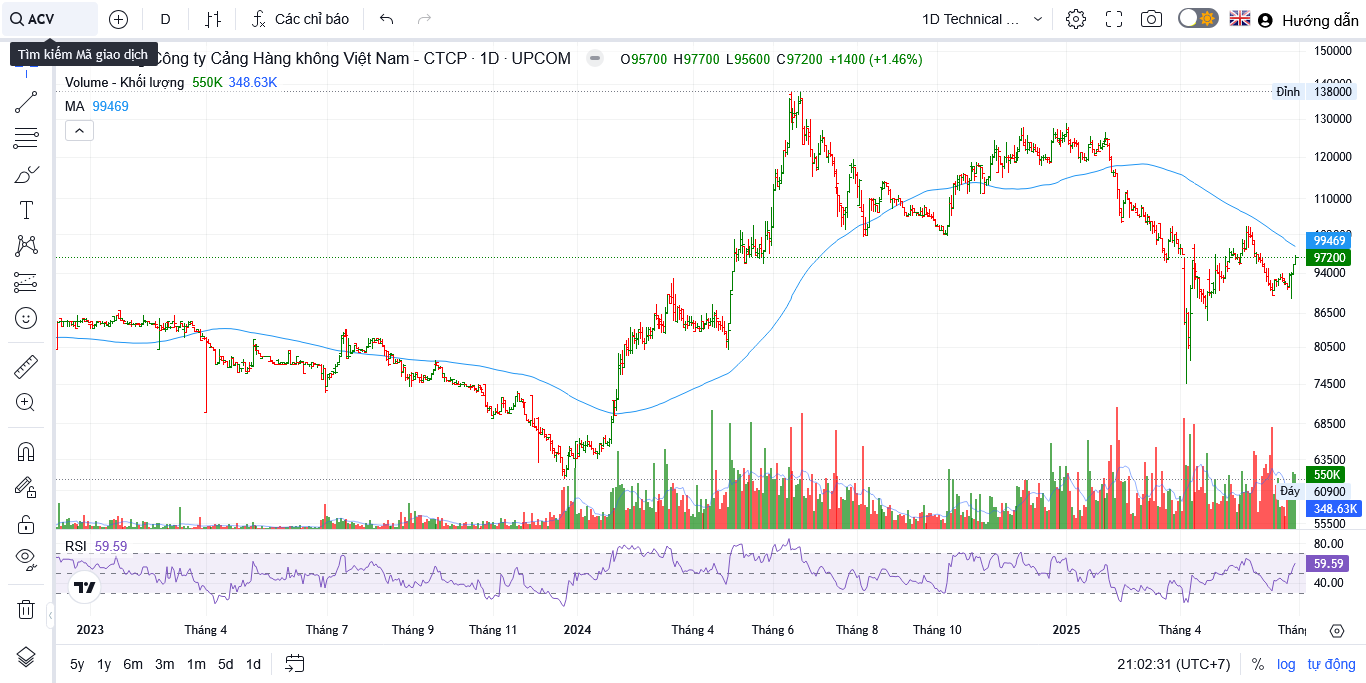 ACV
D
Các chỉ báo
1D Technical ...
Hướng dẫn
Tìm kiếm Mã giao dịch
Công ty Cảng Hàng không Việt Nam - CTCP · 1D · UPCOM
O95700 H97700 L95600 C97200 +1400 (+1.46%)
Volume - Khối lượng 550K 348.63K
MA 99469
150000
Đỉnh 138000
130000
120000
110000
99469
97200
94000
86500
80500
74500
68500
63500
550K
Đáy 60900
348.63K
55500
RSI 59.59
80.00
59.59
40.00
2023 Tháng 4 Tháng 7 Tháng 9 Tháng 11 2024 Tháng 4 Tháng 6 Tháng 8 Tháng 10 2025 Tháng 4
5y 1y 6m 3m 1m 5d 1d
21:02:31 (UTC+7) % log tự động